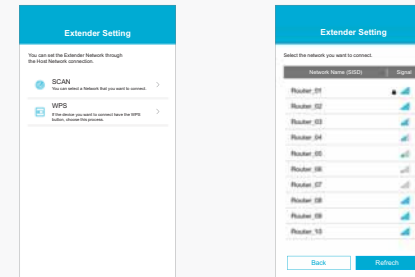 Extender Setting
You can set the Extender Network through
the Host Network connection.
SCAN
You can select a Network that you want to connect.
WPS
If the device you want to connect have the WPS
button, choose this process.
Extender Setting
Select the network you want to connect.
Network Name (SISD) Signal
Router_01
Router_02
Router_03
Router_04
Router_05
Router_06
Router_07
Router_08
Router_09
Router_10
Back Refrech